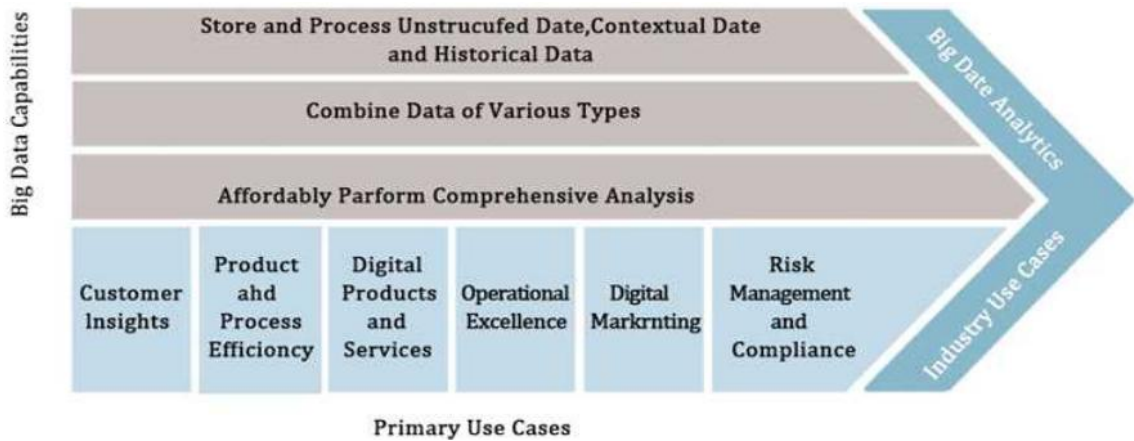 Big Data Capabilities
Store and Process Unstrucufed Date,Contextual Date
and Historical Data
Combine Data of Various Types
Affordably Parform Comprehensive Analysis
Big Date Analytics
Customer
Insights
Product
ahd
Process
Efficioncy
Digital
Products
and
Services
Operational
Excellence
Digital
Markrnting
Risk
Management
and
Compliance
Industry Use Cases
Primary Use Cases